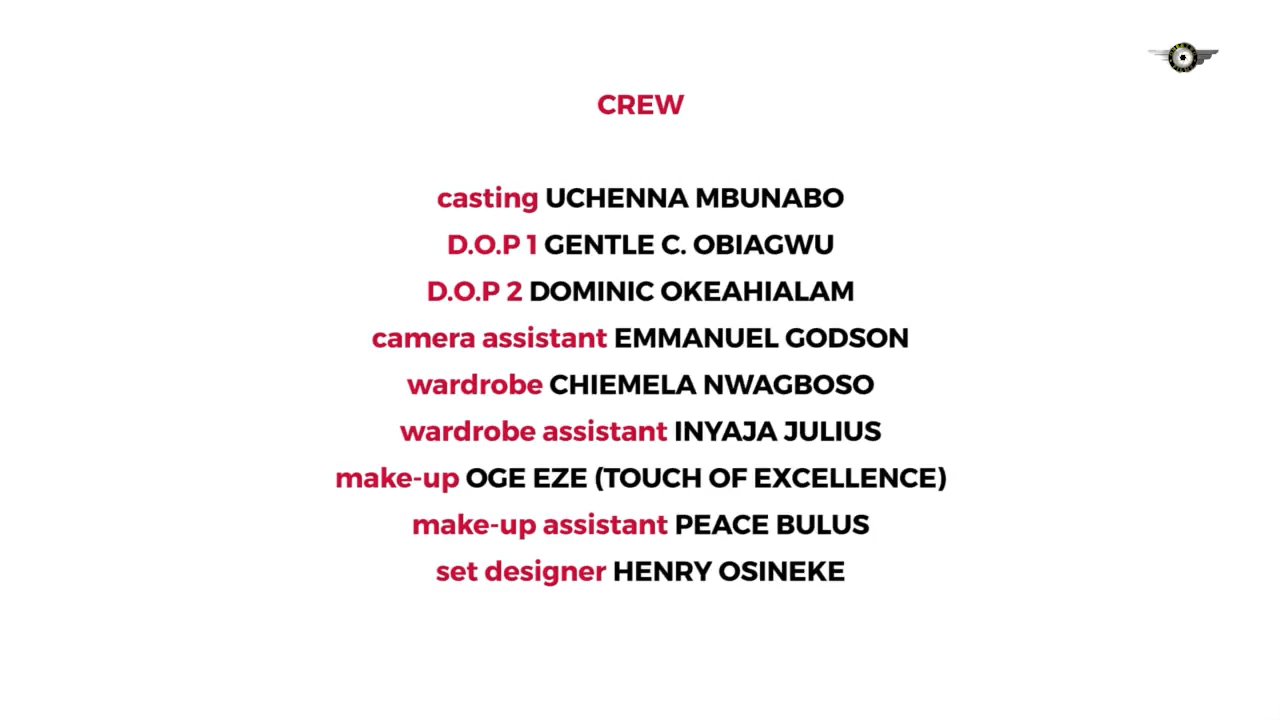 CREW
casting UCHENNA MBUNABO
D.O.P 1 GENTLE C. OBIAGWU
D.O.P 2 DOMINIC OKEAHIALAM
camera assistant EMMANUEL GODSON
wardrobe CHIEMELA NWAGBOSO
wardrobe assistant INYAJA JULIUS
make-up OGE EZE (TOUCH OF EXCELLENCE)
make-up assistant PEACE BULUS
set designer HENRY OSINEKE